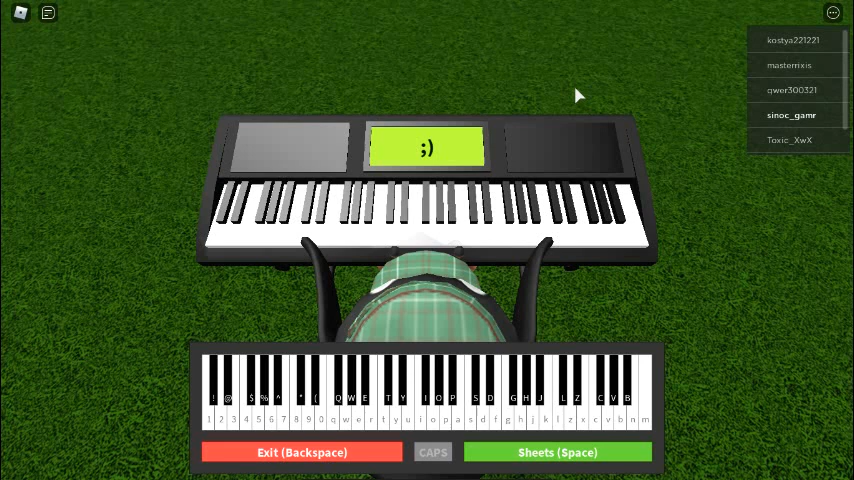 kostya221221
masterrixis
qwer300321
sinoc_gamr
Toxic_XwX
;)
! @ $ % ^ * ( Q W E T Y I O P S D G H J L Z C V B
1 2 3 4 5 6 7 8 9 0 q w e r t y u i o p a s d f g h j k l z x c v b n m
Exit (Backspace) CAPS Sheets (Space)